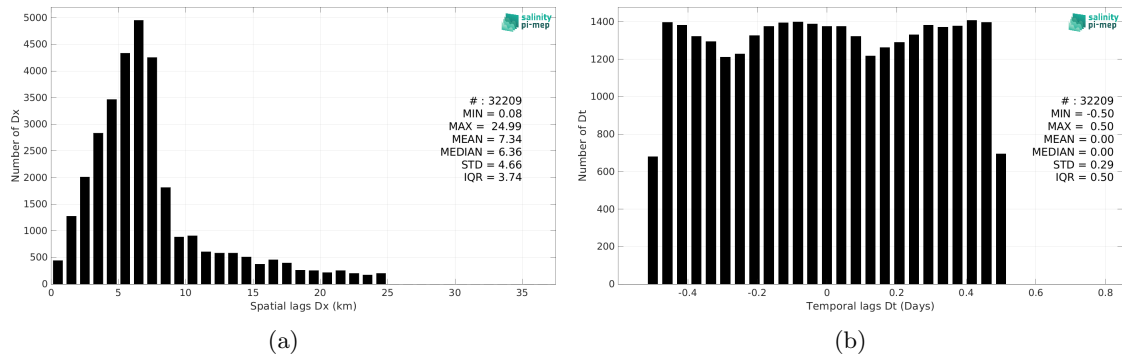 salinity
pi-mep
5000
4500
4000
3500
3000
2500
2000
1500
1000
500
0
Number of Dx
# : 32209
MIN = 0.08
MAX = 24.99
MEAN = 7.34
MEDIAN = 6.36
STD = 4.66
IQR = 3.74
0 5 10 15 20 25 30 35
Spatial lags Dx (km)
(a)
salinity
pi-mep
1400
1200
1000
800
600
400
200
0
Number of Dt
# : 32209
MIN = -0.50
MAX = 0.50
MEAN = 0.00
MEDIAN = 0.00
STD = 0.29
IQR = 0.50
-0.4 -0.2 0 0.2 0.4 0.6 0.8
Temporal lags Dt (Days)
(b)